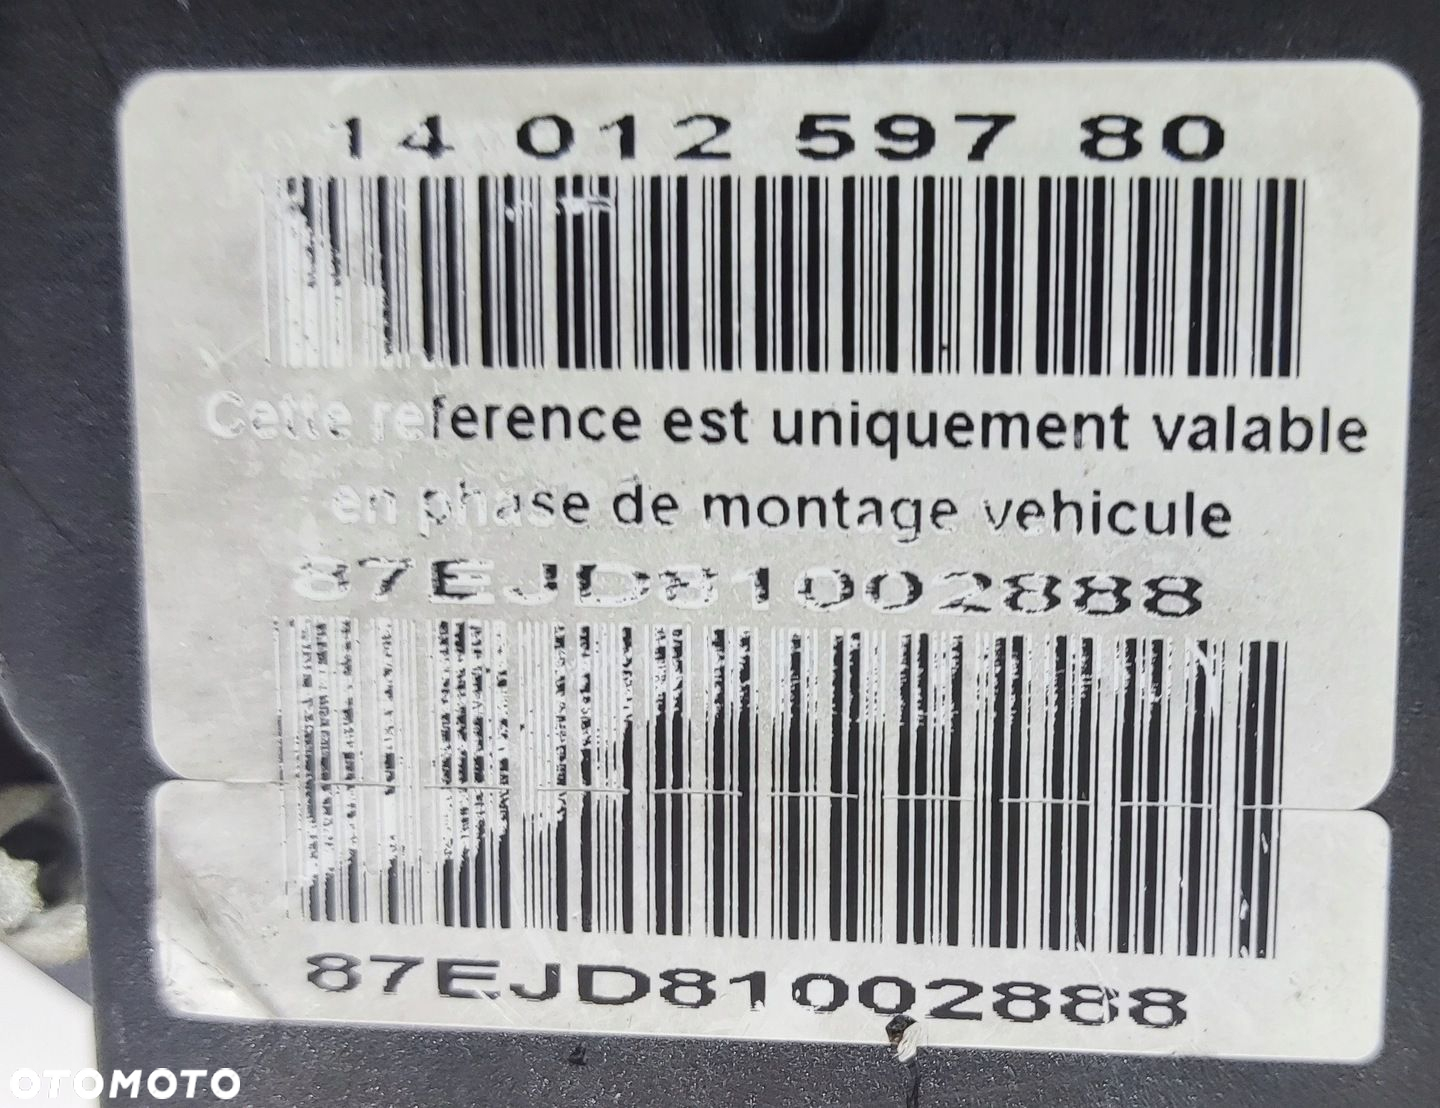 14 012 597 80
Cette reference est uniquement valable
en phase de montage vehicule
87EJD81002888
87EJD81002888
OTOMOTO